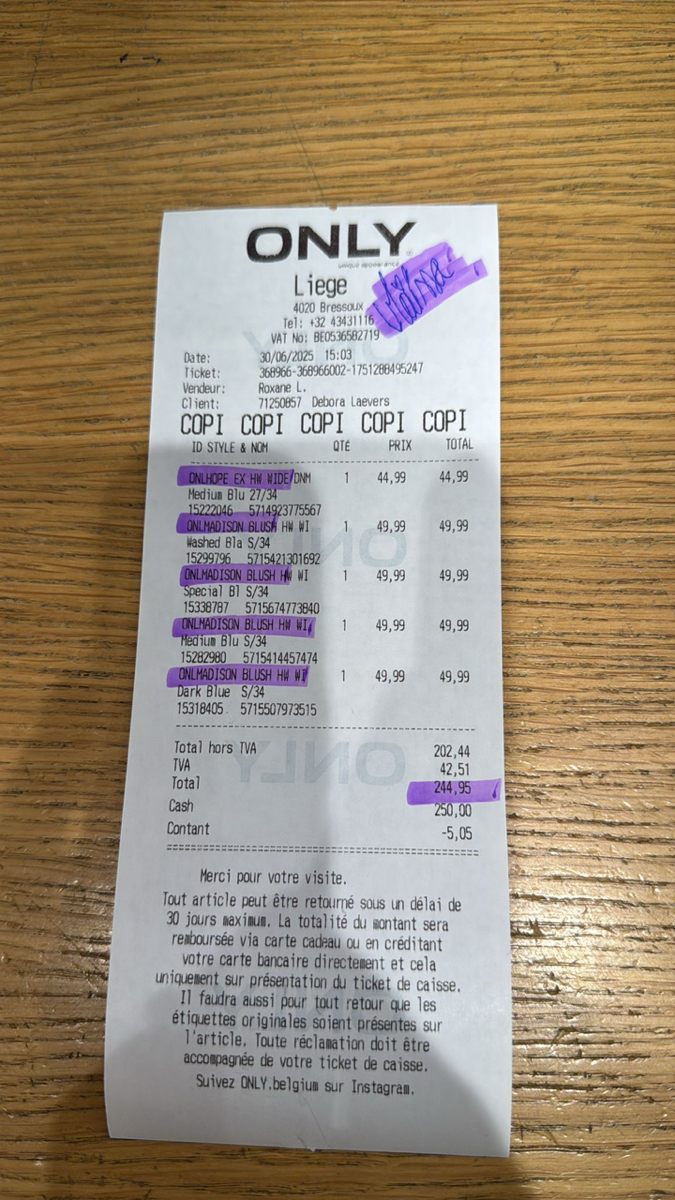 ONLY
unique appearance
Liege
4020 Bressoux
Tel: +32 43431116
VAT No: BE0536582719
Date: 30/06/2025 15:03
Ticket: 368966-368966002-1751288495247
Vendeur: Roxane L.
Client: 71250857 Debora Laevers
COPI COPI COPI COPI COPI
ID STYLE & NOM QTÉ PRIX TOTAL
ONLHOPE EX HW WIDE DNM 1 44,99 44,99
Medium Blu 27/34
15222046 5714923775567
ONLMADISON BLUSH HW WI 1 49,99 49,99
Washed Bla S/34
15299796 5715421301692
ONLMADISON BLUSH HW WI 1 49,99 49,99
Special Bl S/34
15338787 5715674773840
ONLMADISON BLUSH HW WI 1 49,99 49,99
Medium Blu S/34
15282980 5715414457474
ONLMADISON BLUSH HW WI 1 49,99 49,99
Dark Blue S/34
15318405 5715507973515
Total hors TVA 202,44
TVA 42,51
Total 244,95
Cash 250,00
Contant -5,05
Merci pour votre visite.
Tout article peut être retourné sous un délai de
30 jours maximum. La totalité du montant sera
remboursée via carte cadeau ou en créditant
votre carte bancaire directement et cela
uniquement sur présentation du ticket de caisse.
Il faudra aussi pour tout retour que les
étiquettes originales soient présentes sur
l'article. Toute réclamation doit être
accompagnée de votre ticket de caisse.
Suivez ONLY.belgium sur Instagram.